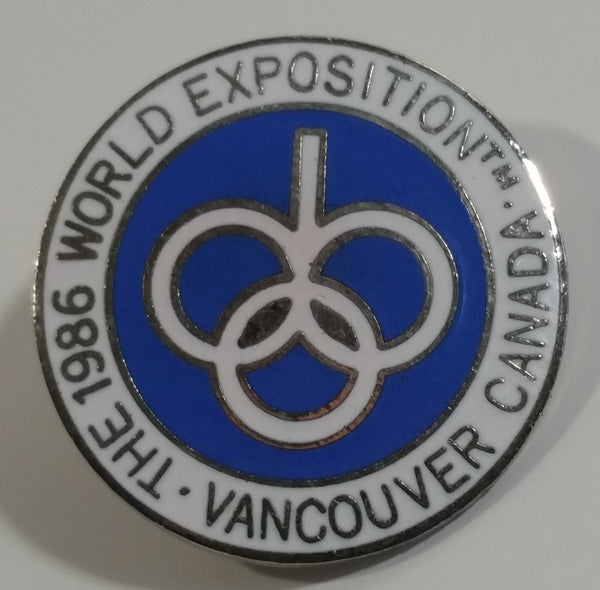 THE 1986 WORLD EXPOSITION™ · VANCOUVER CANADA ·